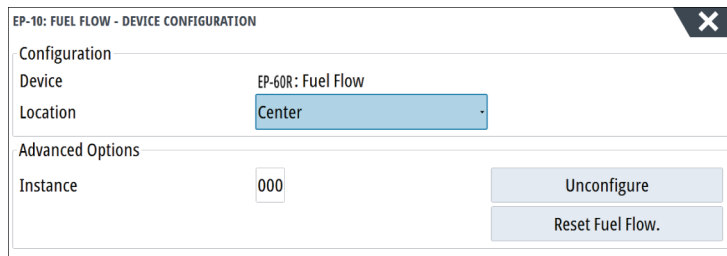 EP-10: FUEL FLOW - DEVICE CONFIGURATION
Configuration
Device EP-60R: Fuel Flow
Location Center
Advanced Options
Instance 000 Unconfigure
Reset Fuel Flow.